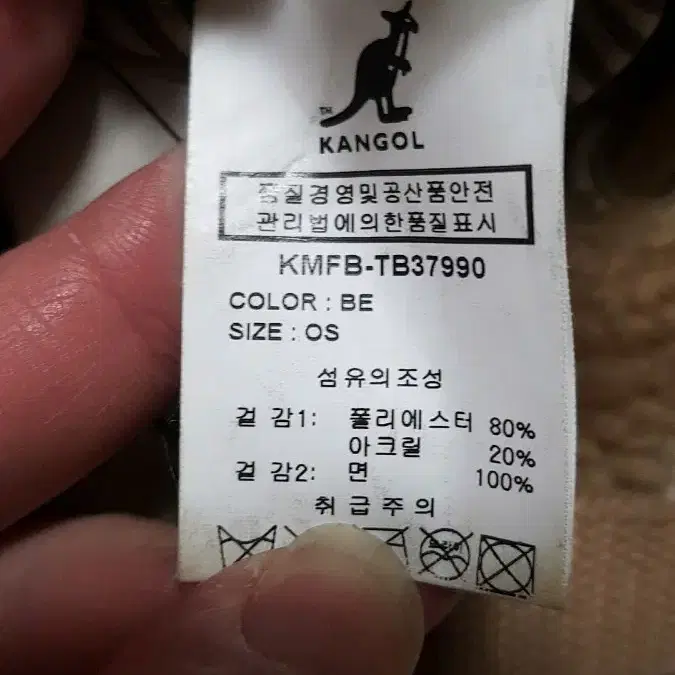 TM
KANGOL
품질경영및공산품안전
관리법에의한품질표시
KMFB-TB37990
COLOR : BE
SIZE : OS
섬유의조성
겉 감1: 폴리에스터 80%
아크릴 20%
겉 감2: 면 100%
취급주의